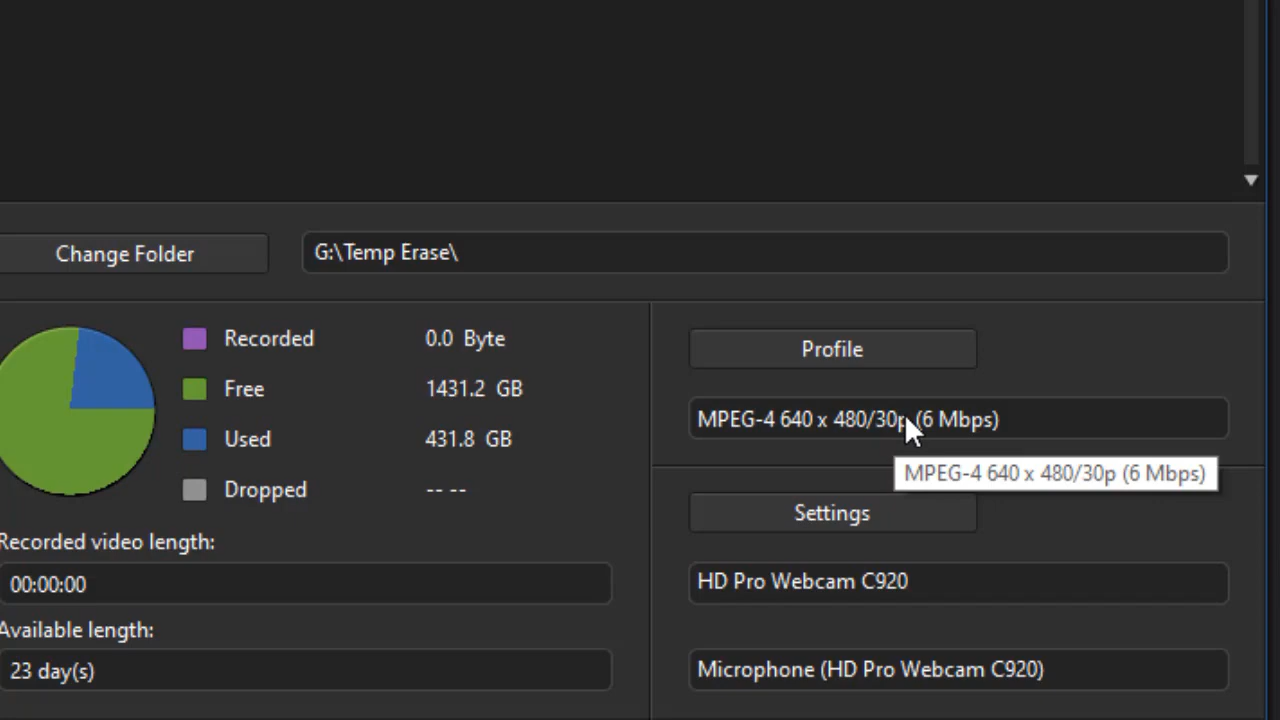 Change Folder
G:\Temp Erase\
Recorded 0.0 Byte
Free 1431.2 GB
Used 431.8 GB
Dropped -- --
Recorded video length:
00:00:00
Available length:
23 day(s)
Profile
MPEG-4 640 x 480/30p (6 Mbps)
MPEG-4 640 x 480/30p (6 Mbps)
Settings
HD Pro Webcam C920
Microphone (HD Pro Webcam C920)